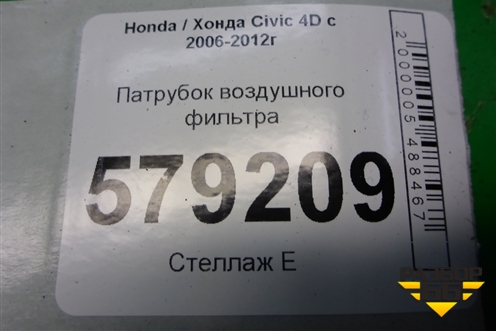 Honda / Хонда Civic 4D с
2006-2012г
Патрубок воздушного
фильтра
579209
Стеллаж Е
2000005488467